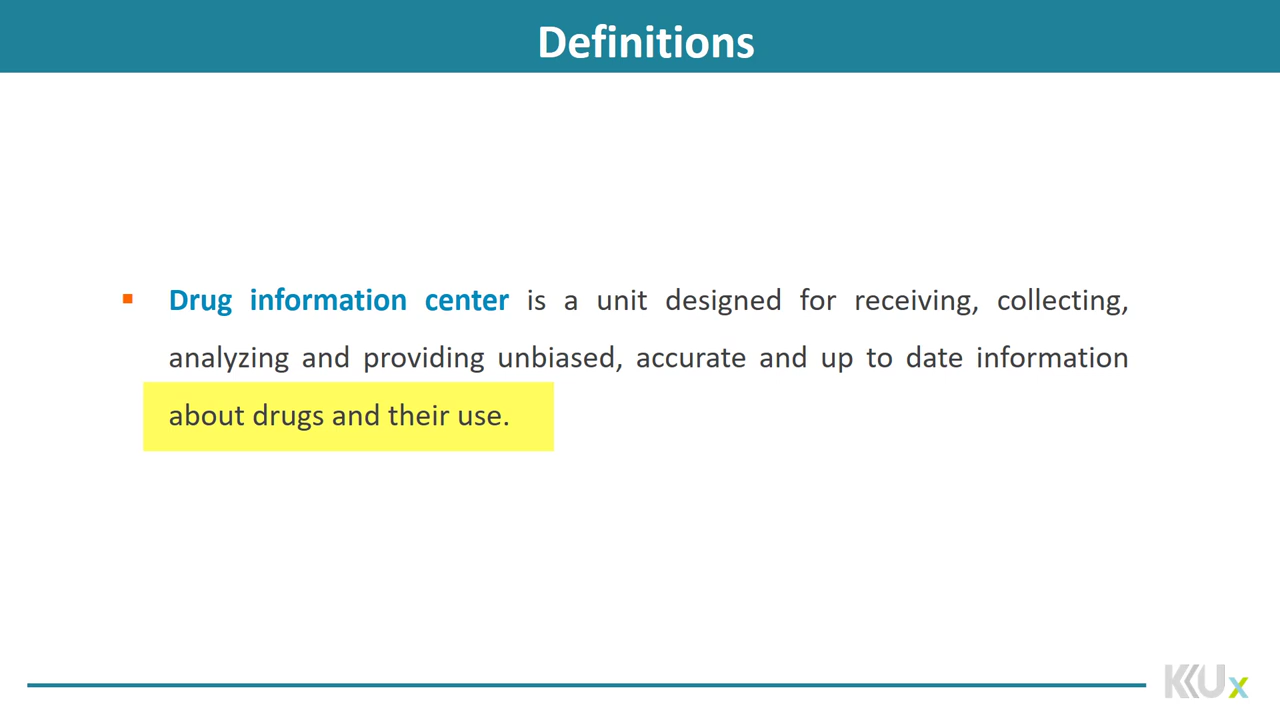 Definitions
▪ Drug information center is a unit designed for receiving, collecting,
analyzing and providing unbiased, accurate and up to date information
about drugs and their use.
KKUx